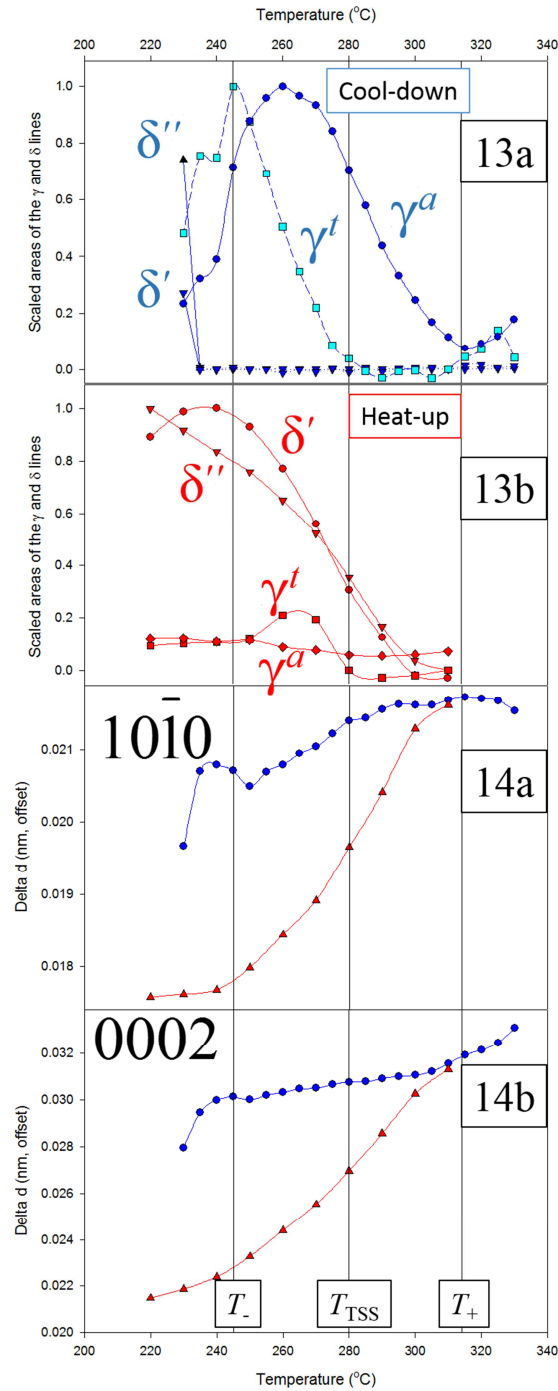 Temperature (°C)
200 220 240 260 280 300 320 340
Scaled areas of the γ and δ lines
1.0
0.8
0.6
0.4
0.2
0.0
Cool-down
13a
δ''
δ'
γᵗ
γᵃ
Scaled areas of the γ and δ lines
1.0
0.8
0.6
0.4
0.2
0.0
Heat-up
13b
δ'
δ''
γᵗ
γᵃ
101̄0
14a
Delta d (nm, offset)
0.021
0.020
0.019
0.018
0002
14b
Delta d (nm, offset)
0.032
0.030
0.028
0.026
0.024
0.022
0.020
T₋ T_TSS T₊
200 220 240 260 280 300 320 340
Temperature (°C)